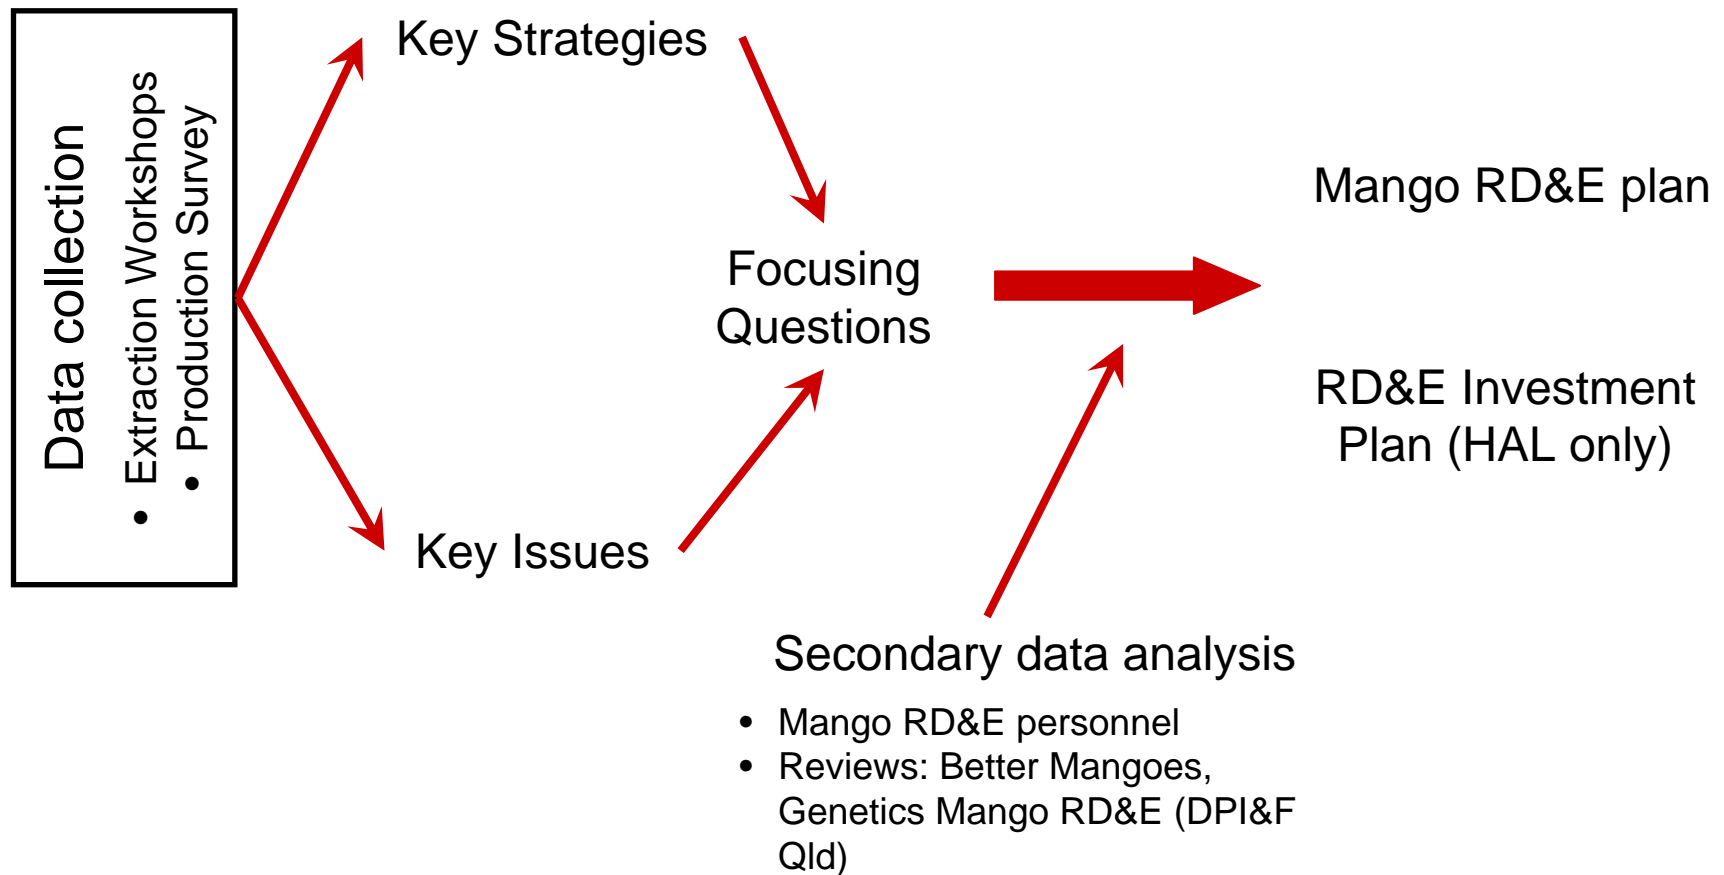 Data collection
• Extraction Workshops
• Production Survey
Key Strategies
Key Issues
Focusing
Questions
Mango RD&E plan
RD&E Investment
Plan (HAL only)
Secondary data analysis
• Mango RD&E personnel
• Reviews: Better Mangoes,
Genetics Mango RD&E (DPI&F
Qld)